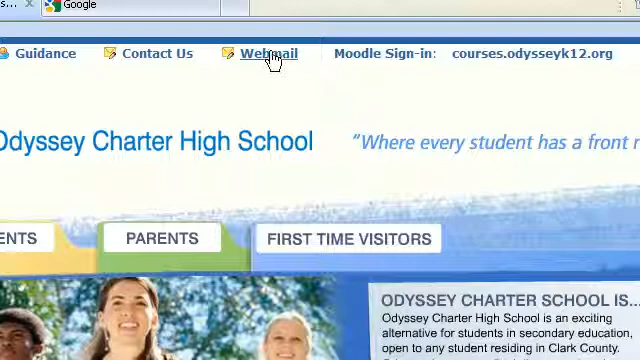 s... Google
Guidance Contact Us Webmail Moodle Sign-in: courses.odysseyk12.org
Odyssey Charter High School "Where every student has a front r
ENTS PARENTS FIRST TIME VISITORS
ODYSSEY CHARTER SCHOOL IS...
Odyssey Charter High School is an exciting
alternative for students in secondary education,
open to any student residing in Clark County.